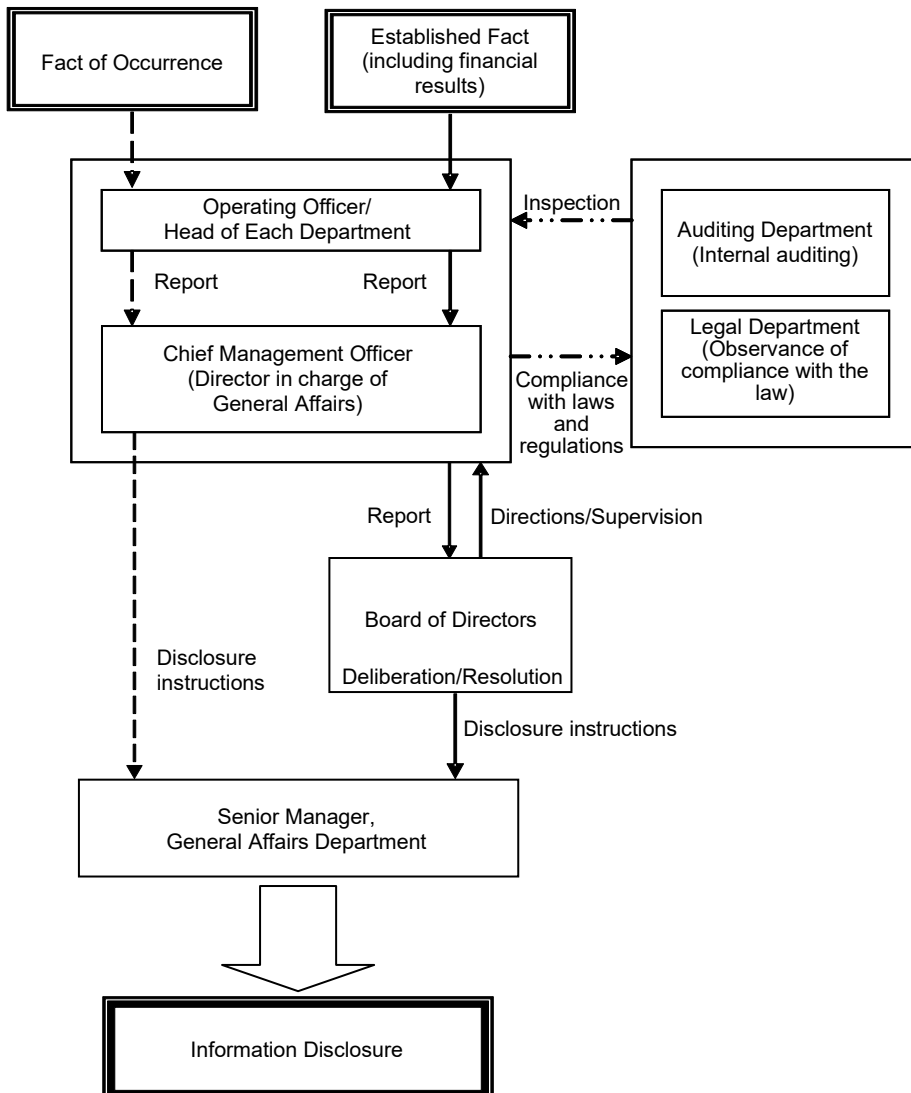 Fact of Occurrence
Established Fact
(including financial
results)
Operating Officer/
Head of Each Department
Inspection
Auditing Department
(Internal auditing)
Report
Report
Chief Management Officer
(Director in charge of
General Affairs)
Legal Department
(Observance of
compliance with the
law)
Compliance
with laws
and
regulations
Report
Directions/Supervision
Board of Directors
Deliberation/Resolution
Disclosure
instructions
Disclosure instructions
Senior Manager,
General Affairs Department
Information Disclosure